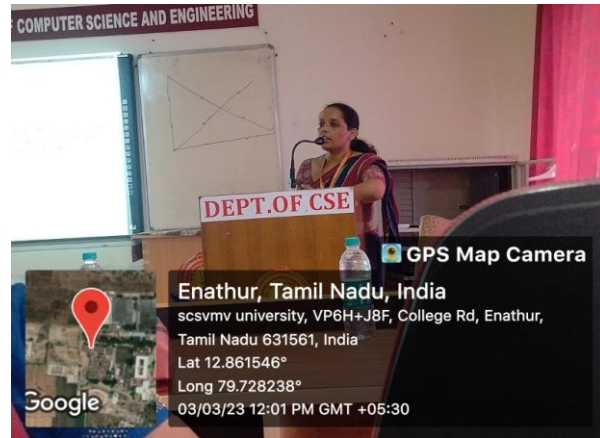 F COMPUTER SCIENCE AND ENGINEERING
DEPT.OF CSE
GPS Map Camera
Enathur, Tamil Nadu, India
scsvmv university, VP6H+J8F, College Rd, Enathur,
Tamil Nadu 631561, India
Lat 12.861546°
Long 79.728238°
03/03/23 12:01 PM GMT +05:30
Google